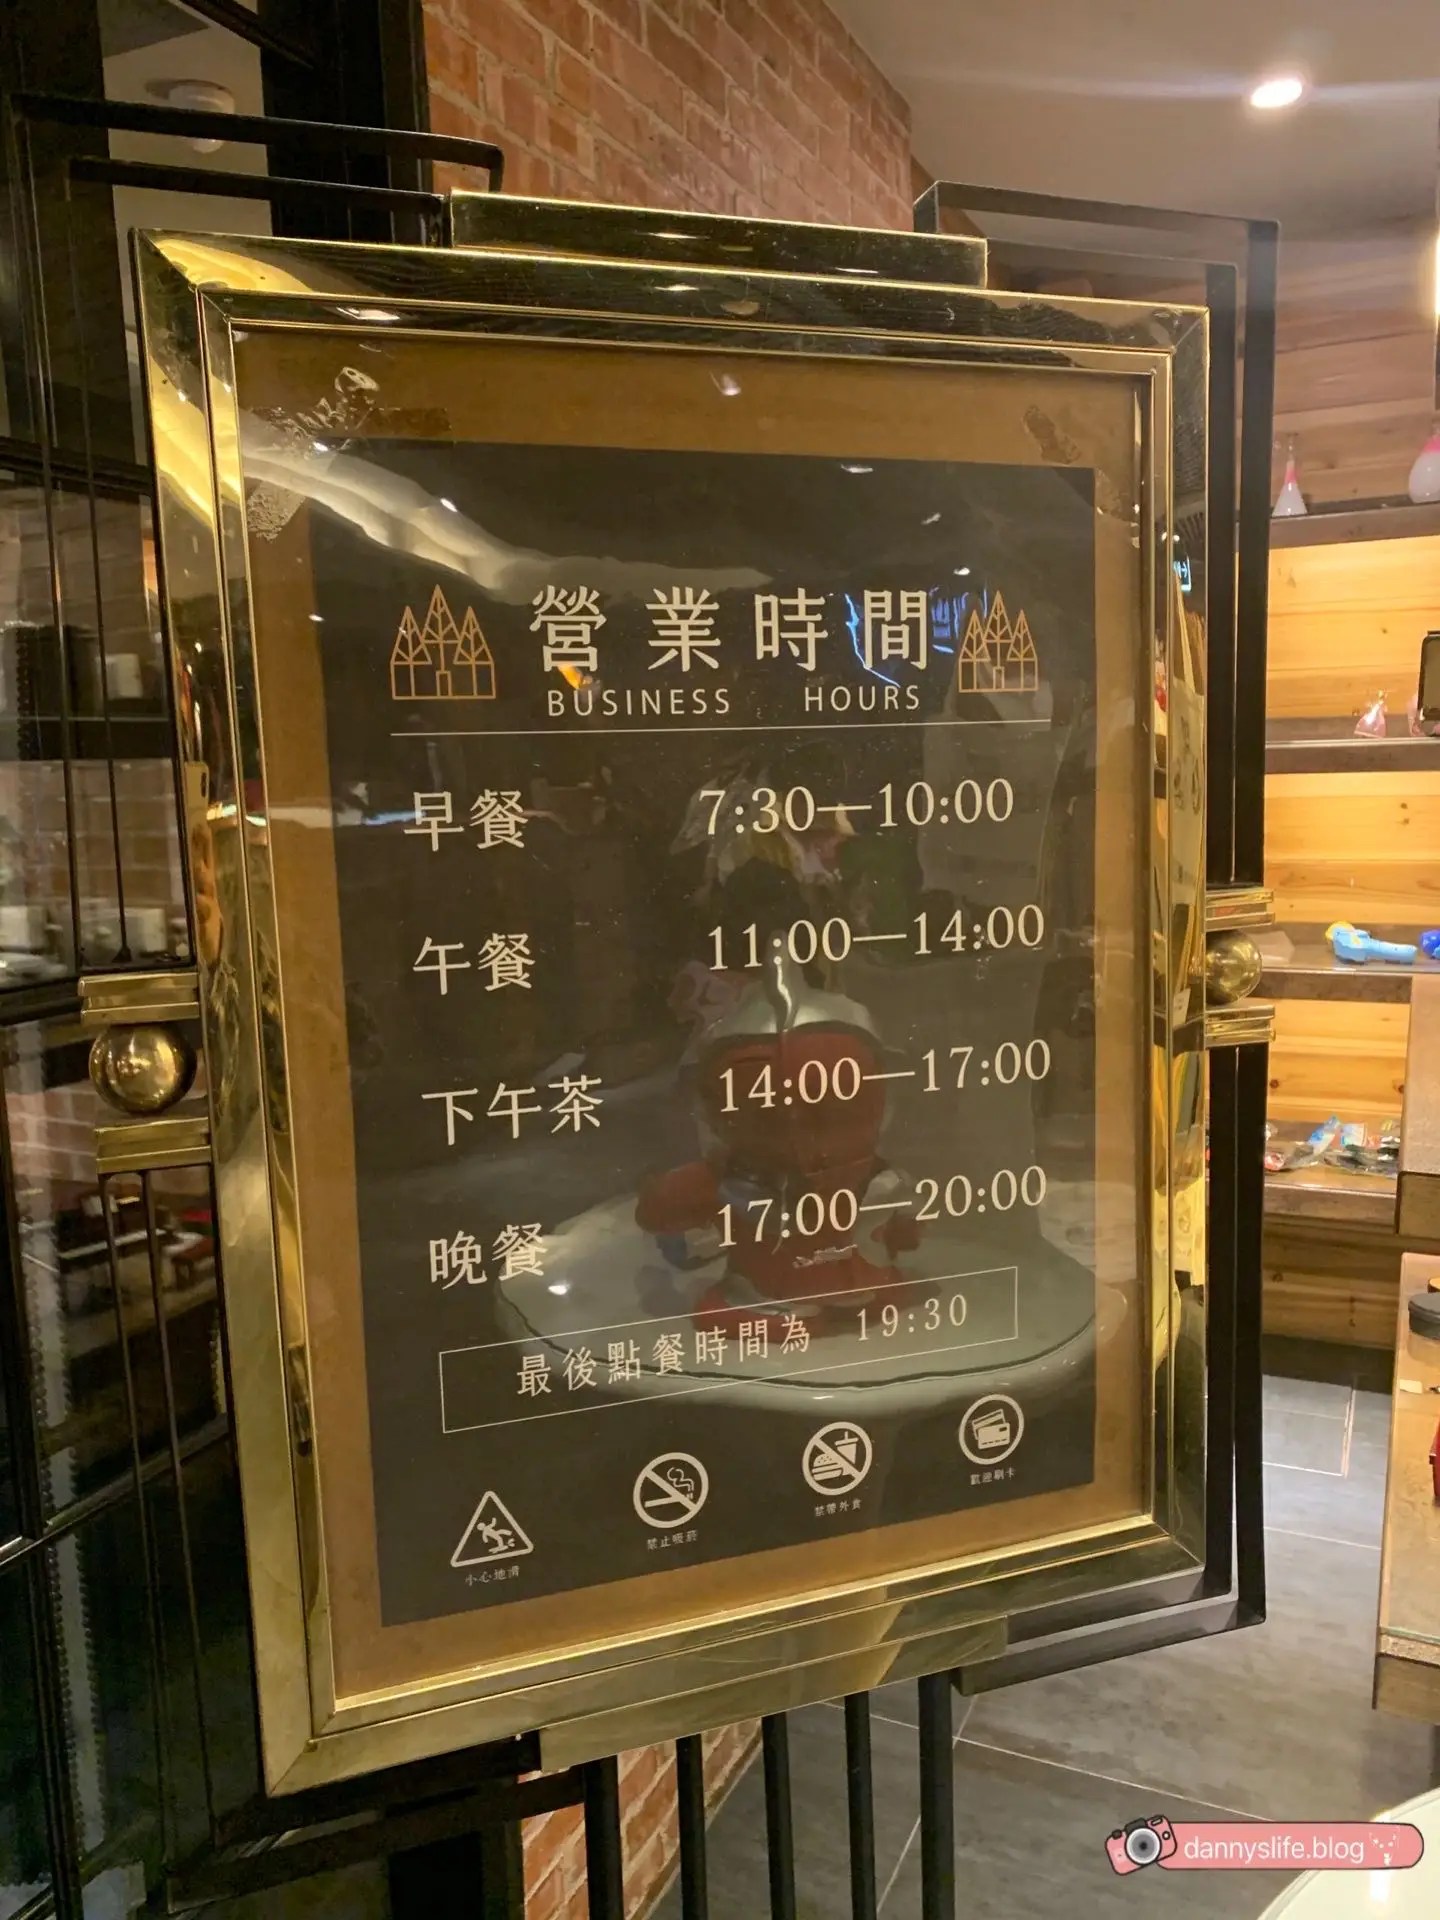 營業時間
BUSINESS HOURS
早餐 7:30—10:00
午餐 11:00—14:00
下午茶 14:00—17:00
晚餐 17:00—20:00
最後點餐時間為 19:30
小心地滑
禁止吸菸
禁帶外食
歡迎刷卡
dannyslife.blog